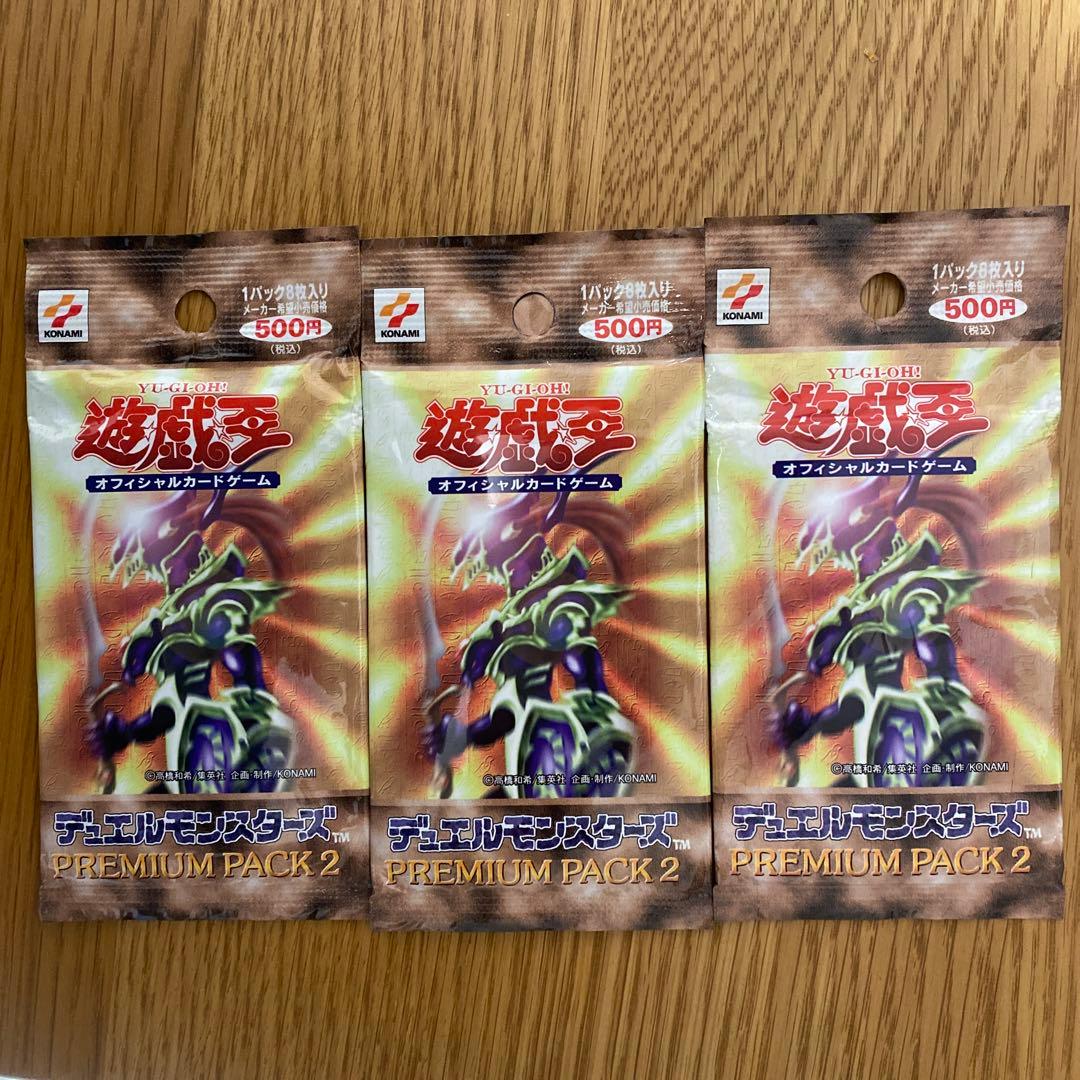 KONAMI
1パック8枚入り
メーカー希望小売価格
500円
(税込)
YU-GI-OH!
遊戯王
オフィシャルカードゲーム
©高橋和希/集英社 企画・制作/KONAMI
デュエルモンスターズ™
PREMIUM PACK 2
KONAMI
1パック8枚入り
メーカー希望小売価格
500円
(税込)
YU-GI-OH!
遊戯王
オフィシャルカードゲーム
©高橋和希/集英社 企画・制作/KONAMI
デュエルモンスターズ™
PREMIUM PACK 2
KONAMI
1パック8枚入り
メーカー希望小売価格
500円
(税込)
YU-GI-OH!
遊戯王
オフィシャルカードゲーム
©高橋和希/集英社 企画・制作/KONAMI
デュエルモンスターズ™
PREMIUM PACK 2